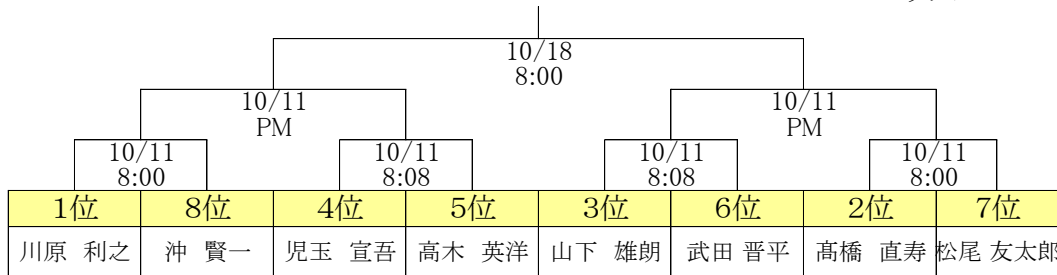 10/18
8:00
10/11 10/11
PM PM
10/11 10/11 10/11 10/11
8:00 8:08 8:08 8:00
1位 8位 4位 5位 3位 6位 2位 7位
川原 利之 沖 賢一 児玉 宣吾 高木 英洋 山下 雄朗 武田 晋平 髙橋 直寿 松尾 友太郎